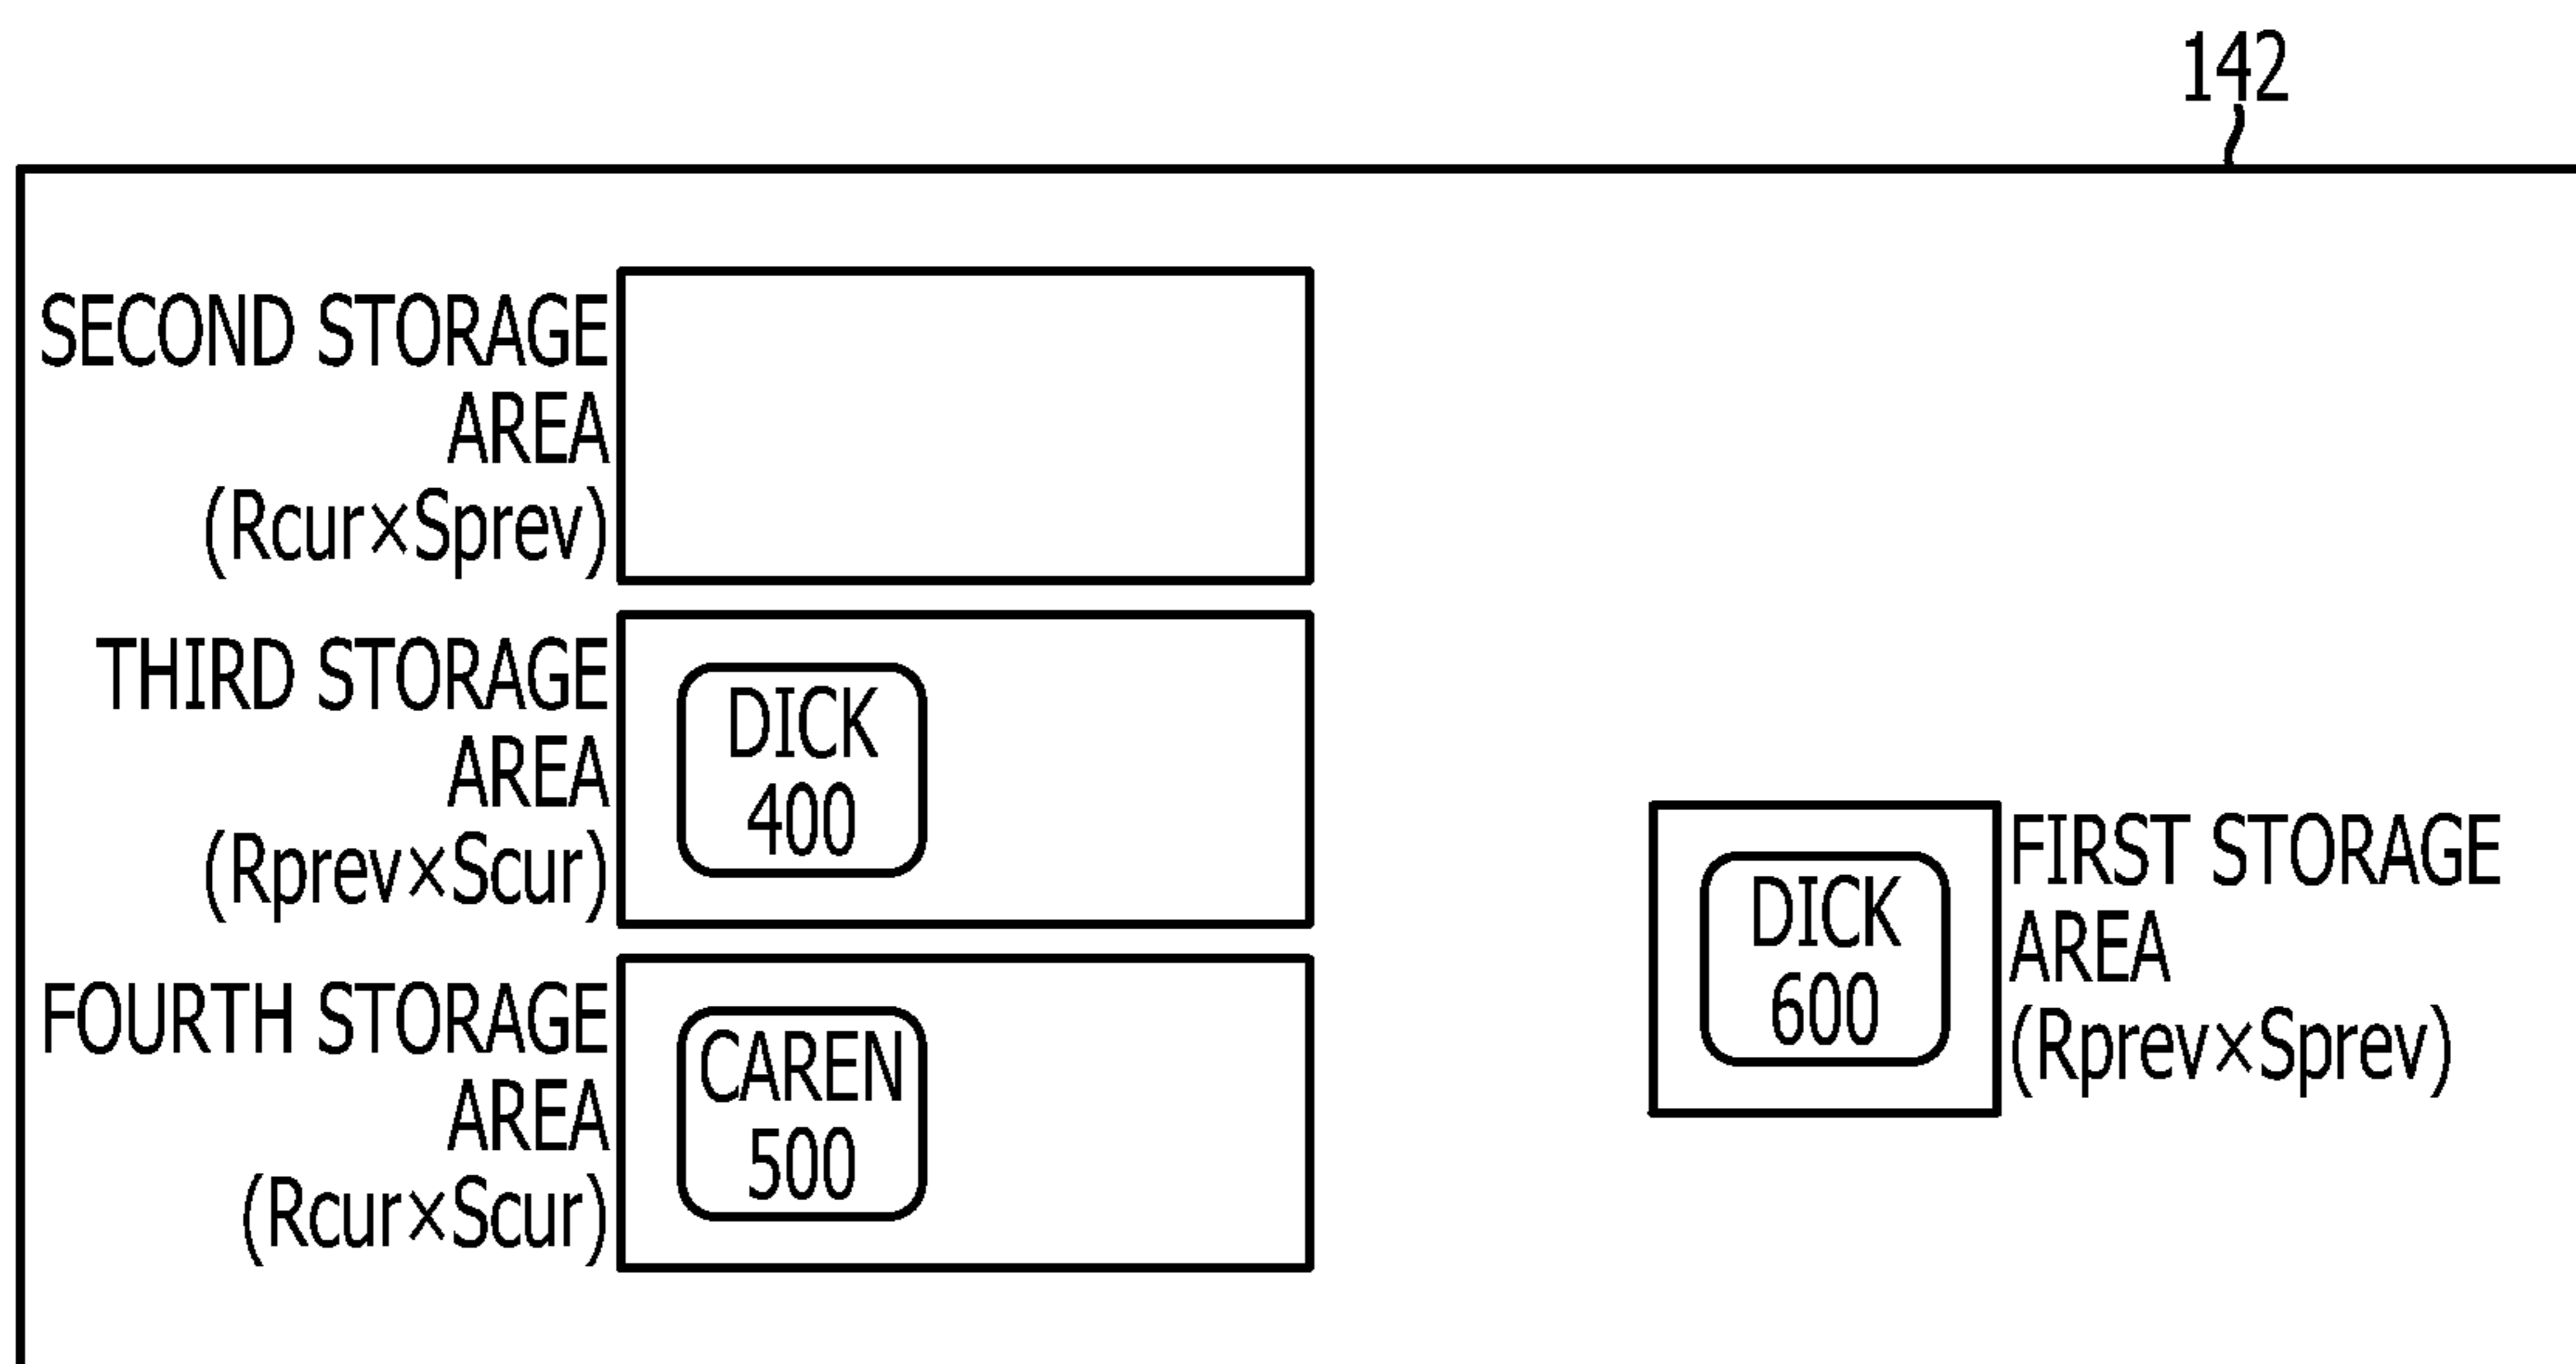 142
SECOND STORAGE
AREA
(Rcur×Sprev)
THIRD STORAGE
AREA
(Rprev×Scur)
DICK
400
FOURTH STORAGE
AREA
(Rcur×Scur)
CAREN
500
DICK
600
FIRST STORAGE
AREA
(Rprev×Sprev)